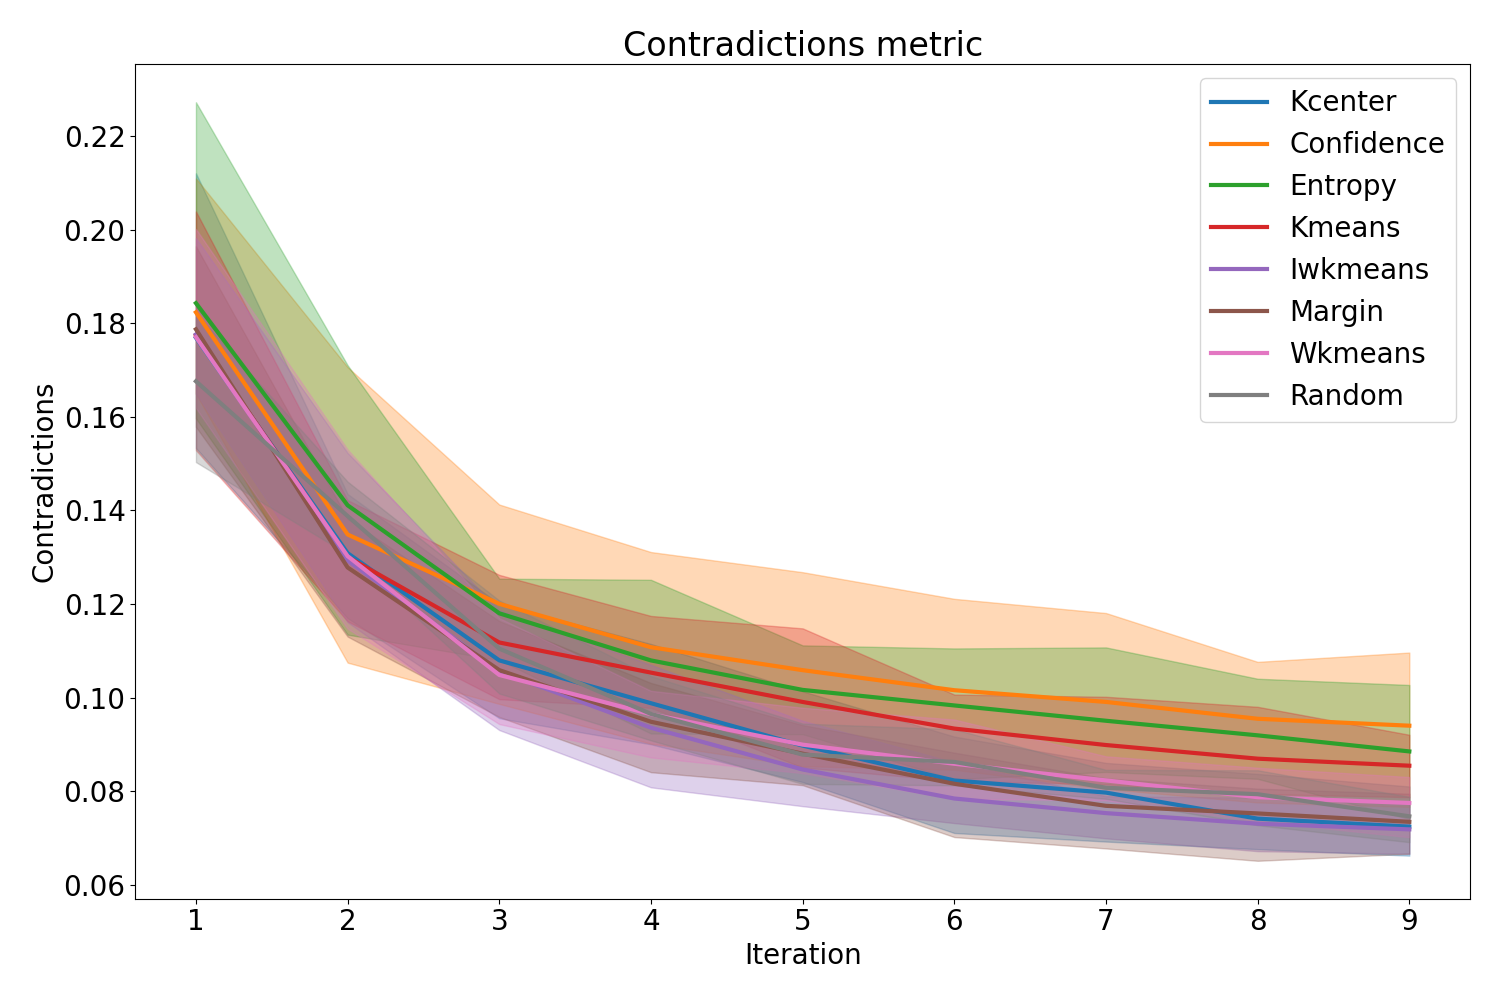 Contradictions metric
Contradictions
0.22
0.20
0.18
0.16
0.14
0.12
0.10
0.08
0.06
Kcenter
Confidence
Entropy
Kmeans
Iwkmeans
Margin
Wkmeans
Random
1 2 3 4 5 6 7 8 9
Iteration